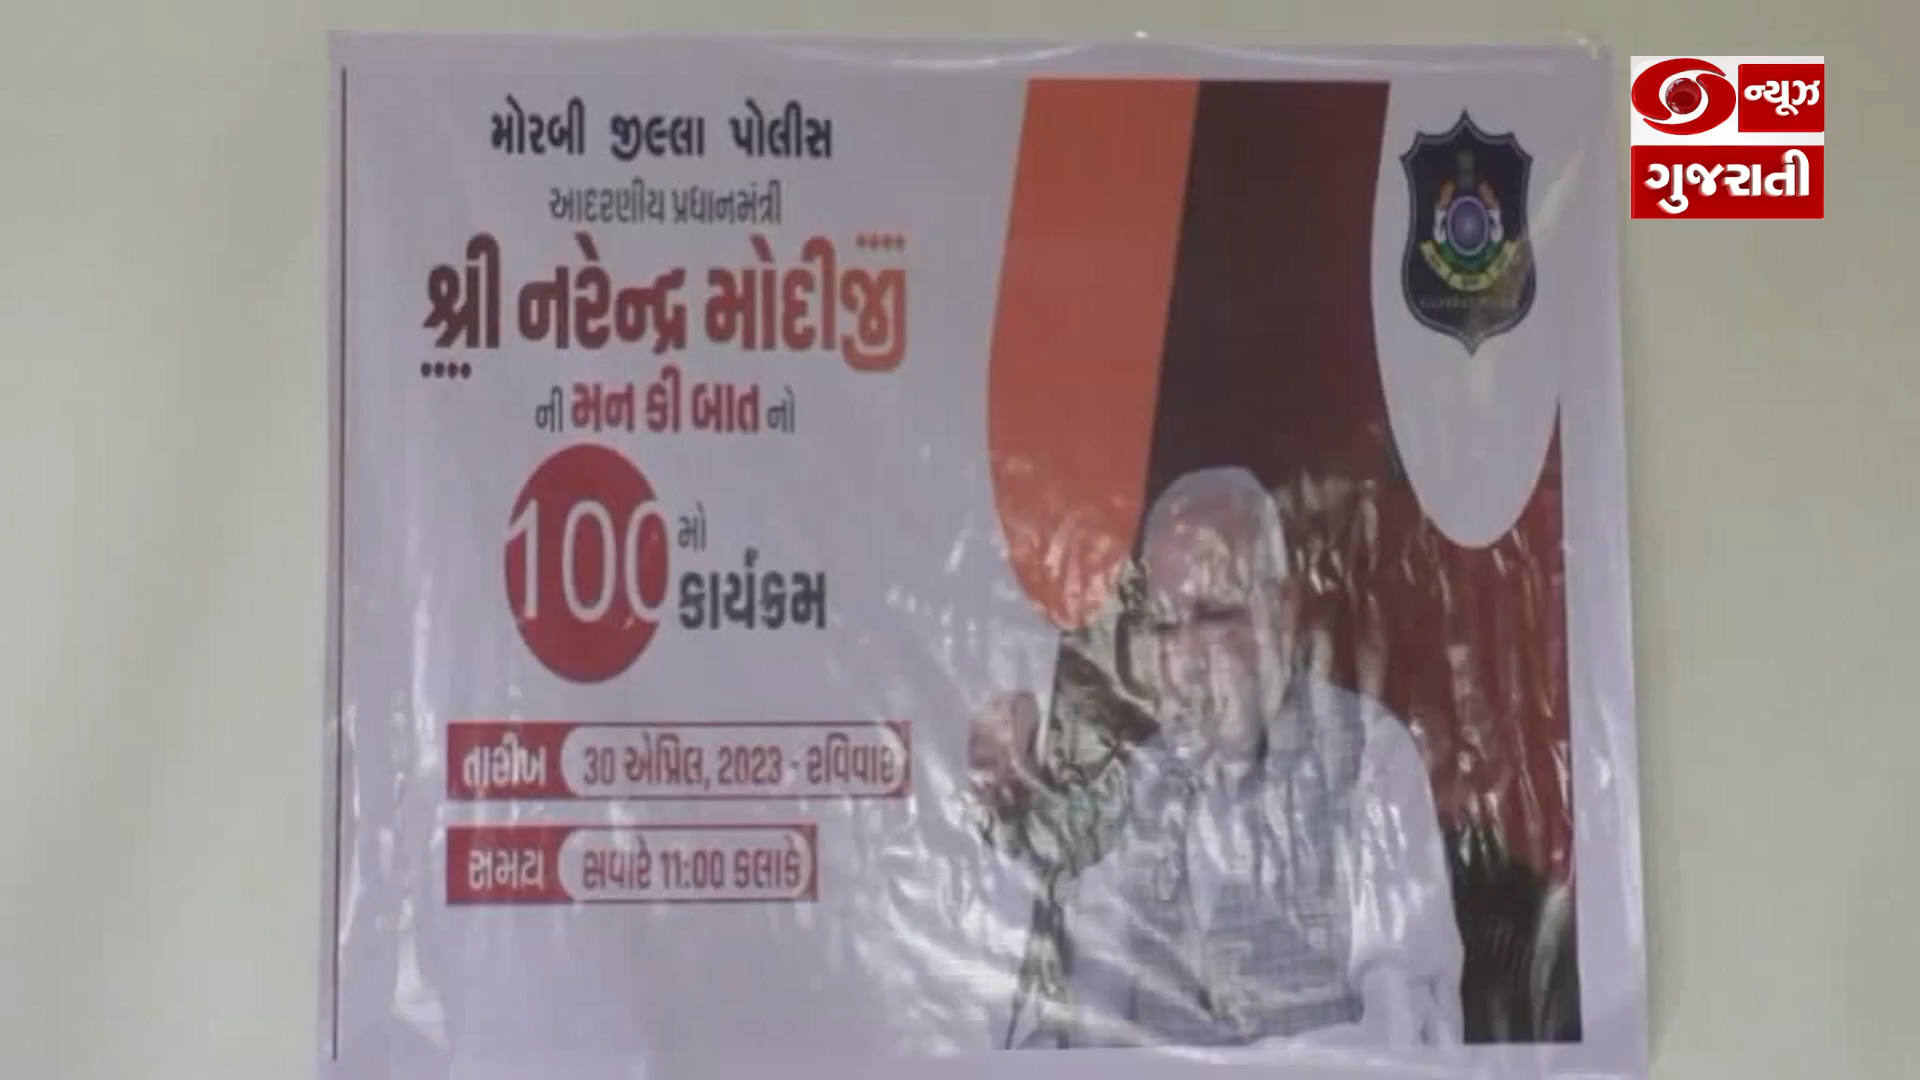 મોરબી જીલ્લા પોલીસ
આદરણીય પ્રધાનમંત્રી
શ્રી નરેન્દ્ર મોદીજી
ની મન કી બાત નો
100 મો
કાર્યક્રમ
તારીખ 30 એપ્રિલ, 2023 - રવિવાર
સમય સવારે 11:00 કલાકે
ન્યૂઝ
ગુજરાતી